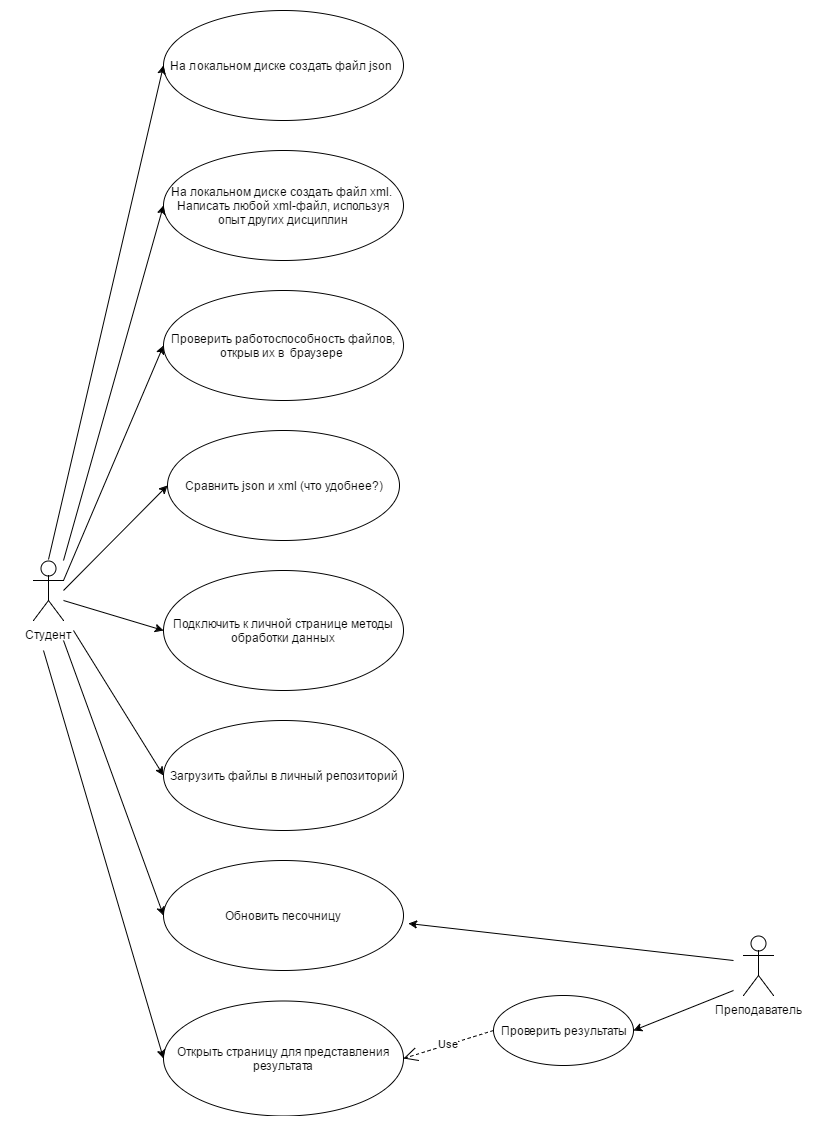 На локальном диске создать файл json
На локальном диске создать файл xml.
Написать любой xml-файл, используя
опыт других дисциплин
Проверить работоспособность файлов,
открыв их в браузере
Сравнить json и xml (что удобнее?)
Студент
Подключить к личной странице методы
обработки данных
Загрузить файлы в личный репозиторий
Обновить песочницу
Преподаватель
Проверить результаты
Use
Открыть страницу для представления
результата